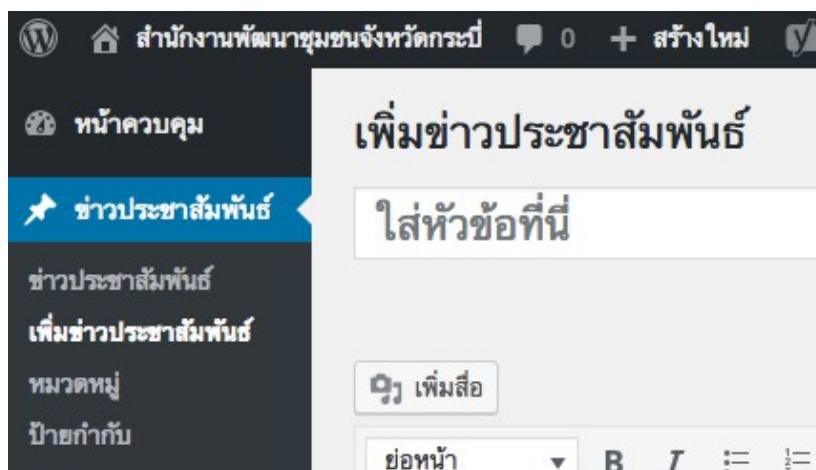 สำนักงานพัฒนาชุมชนจังหวัดกระบี่ 0 + สร้างใหม่
หน้าควบคุม
เพิ่มข่าวประชาสัมพันธ์
ข่าวประชาสัมพันธ์
ใส่หัวข้อที่นี่
ข่าวประชาสัมพันธ์
เพิ่มข่าวประชาสัมพันธ์
หมวดหมู่
เพิ่มสื่อ
ป้ายกำกับ
ย่อหน้า B I